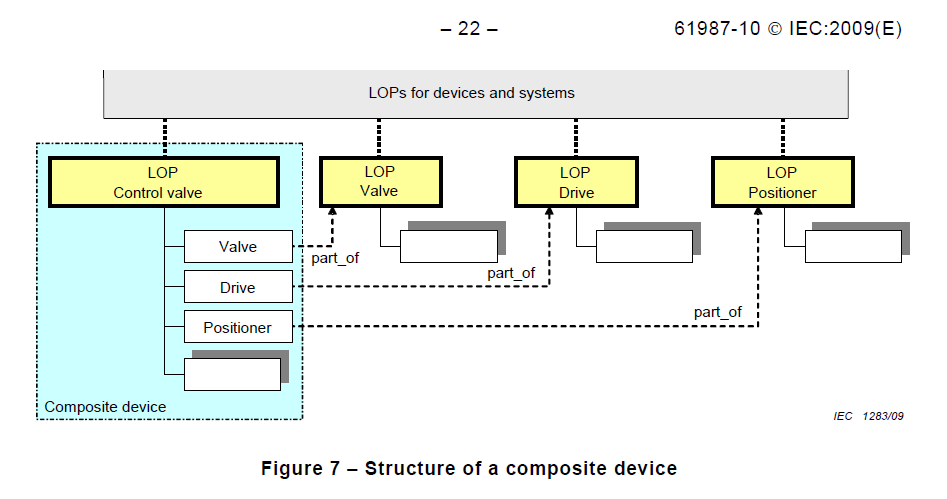 – 22 –
61987-10 © IEC:2009(E)
LOPs for devices and systems
LOP
Control valve
LOP
Valve
LOP
Drive
LOP
Positioner
Valve
part_of
Drive
part_of
Positioner
part_of
Composite device
IEC 1283/09
Figure 7 – Structure of a composite device